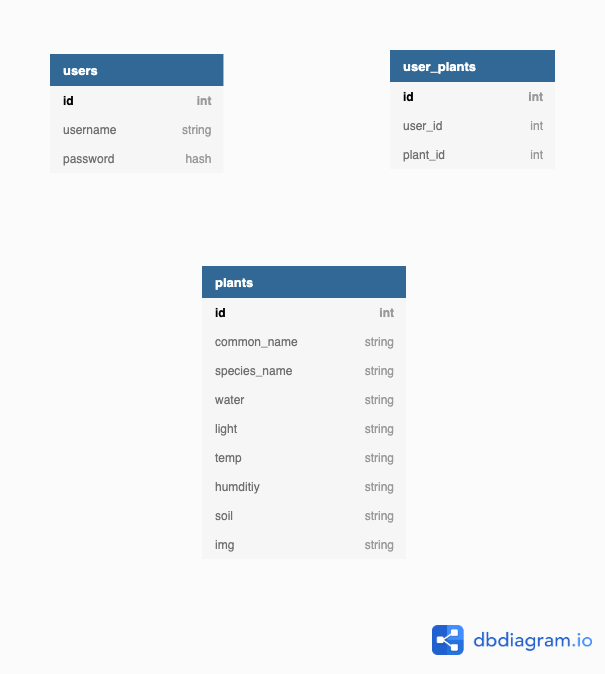 users
id int
username string
password hash
user_plants
id int
user_id int
plant_id int
plants
id int
common_name string
species_name string
water string
light string
temp string
humditiy string
soil string
img string
dbdiagram.io